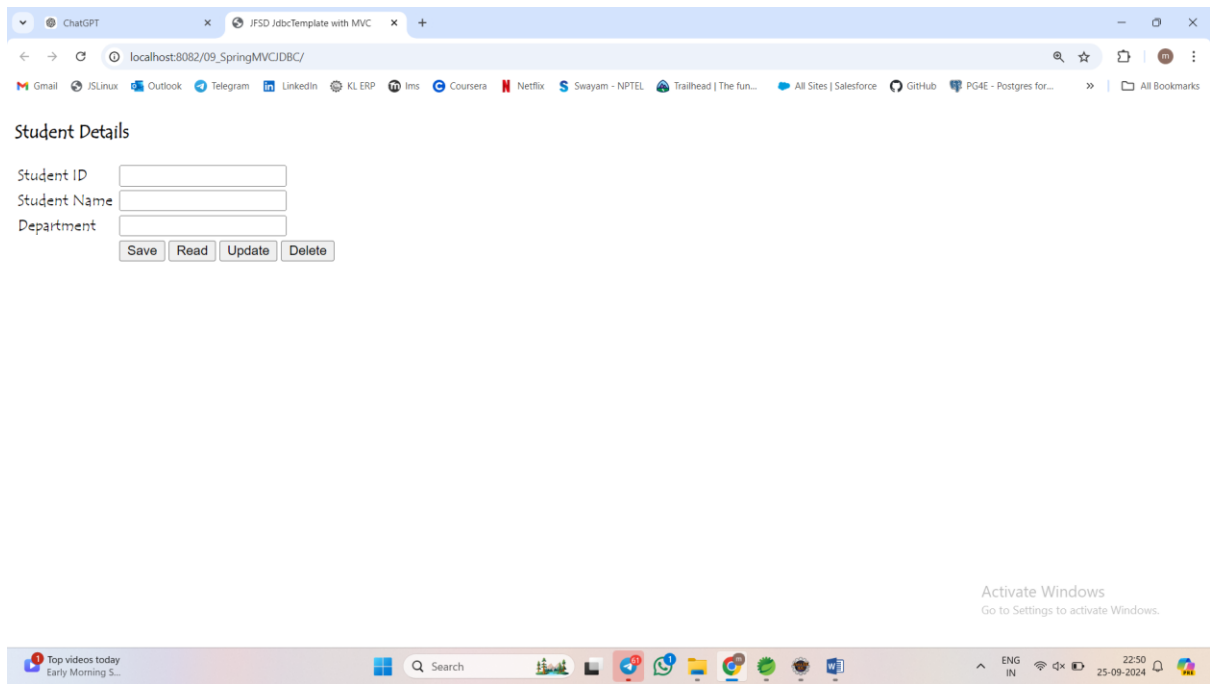 ChatGPT
JFSD JdbcTemplate with MVC
localhost:8082/09_SpringMVCJDBC/
m
Gmail JSLinux Outlook Telegram LinkedIn KL ERP Ims Coursera Netflix Swayam - NPTEL Trailhead | The fun... All Sites | Salesforce GitHub PG4E - Postgres for... » All Bookmarks
Student Details
Student ID
Student Name
Department
Save Read Update Delete
Activate Windows
Go to Settings to activate Windows.
1
Top videos today
Early Morning S...
Search
ENG
IN
22:50
25-09-2024